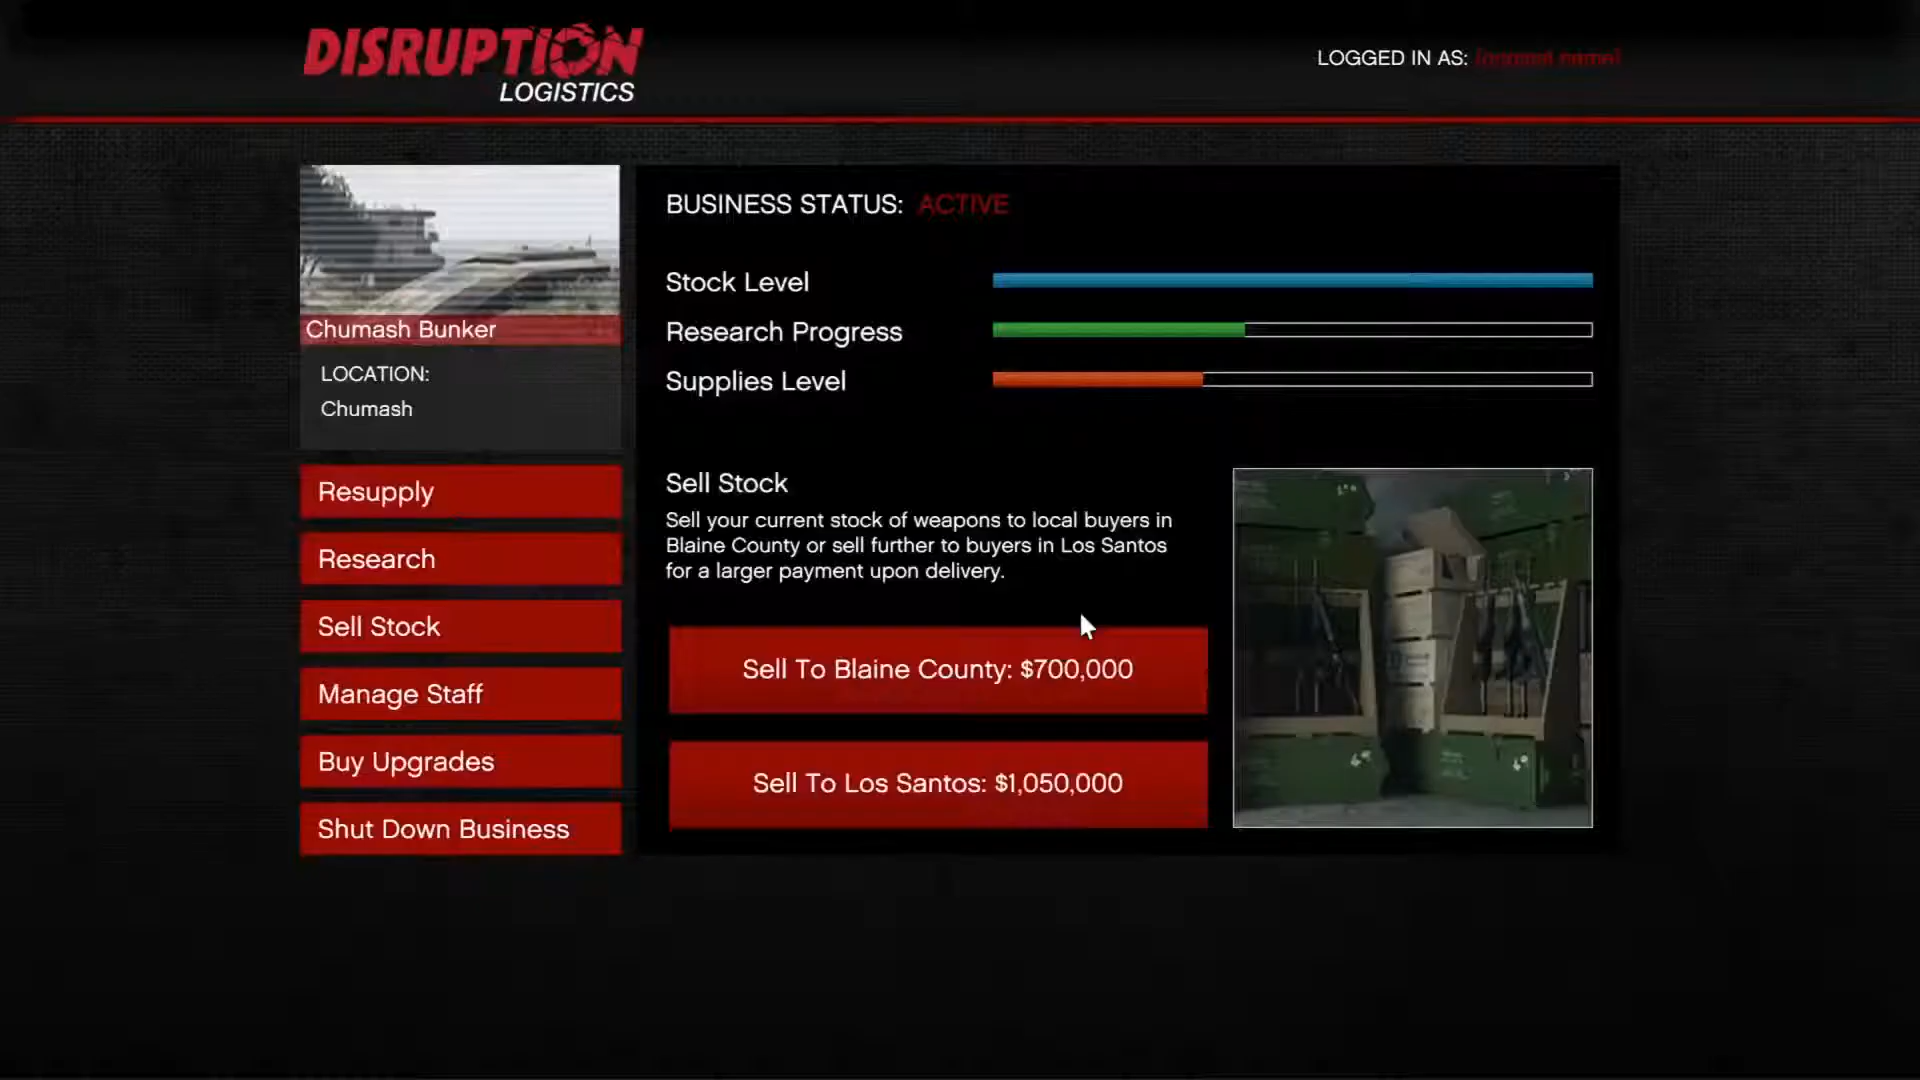 DISRUPTION
LOGISTICS
LOGGED IN AS:
Chumash Bunker
LOCATION:
Chumash
Resupply
Research
Sell Stock
Manage Staff
Buy Upgrades
Shut Down Business
BUSINESS STATUS: ACTIVE
Stock Level
Research Progress
Supplies Level
Sell Stock
Sell your current stock of weapons to local buyers in
Blaine County or sell further to buyers in Los Santos
for a larger payment upon delivery.
Sell To Blaine County: $700,000
Sell To Los Santos: $1,050,000